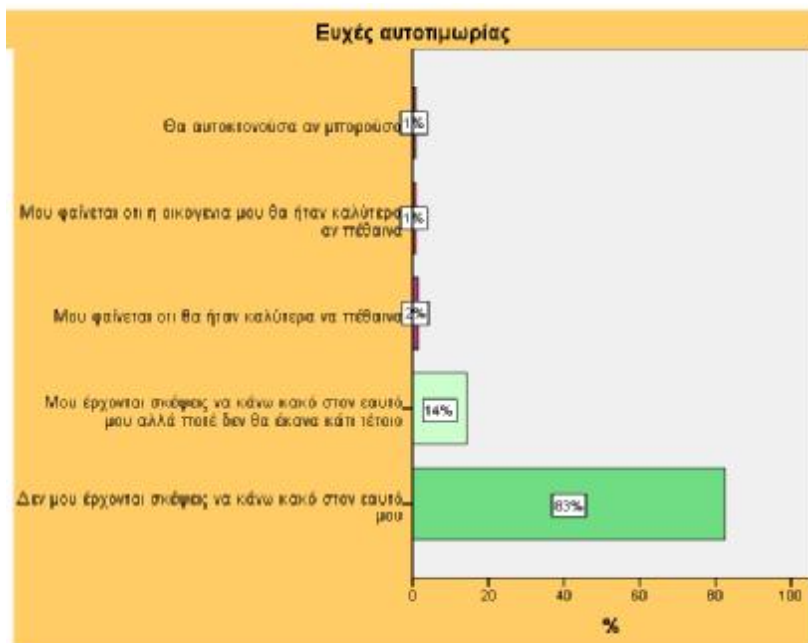 Ευχές αυτοτιμωρίας
Θα αυτοκτονούσα αν μπορούσα
1%
Μου φαίνεται οτι η οικογενια μου θα ήταν καλύτερα
αν πέθαινα
1%
Μου φαίνεται οτι θα ήταν καλύτερα να πέθαινα
2%
Μου έρχονται σκέψεις να κάνω κακό στον εαυτό
μου αλλά ποτέ δεν θα έκανα κάτι τέτοιο
14%
Δεν μου έρχονται σκέψεις να κάνω κακό στον εαυτό
μου
83%
0 20 40 60 80 100
%